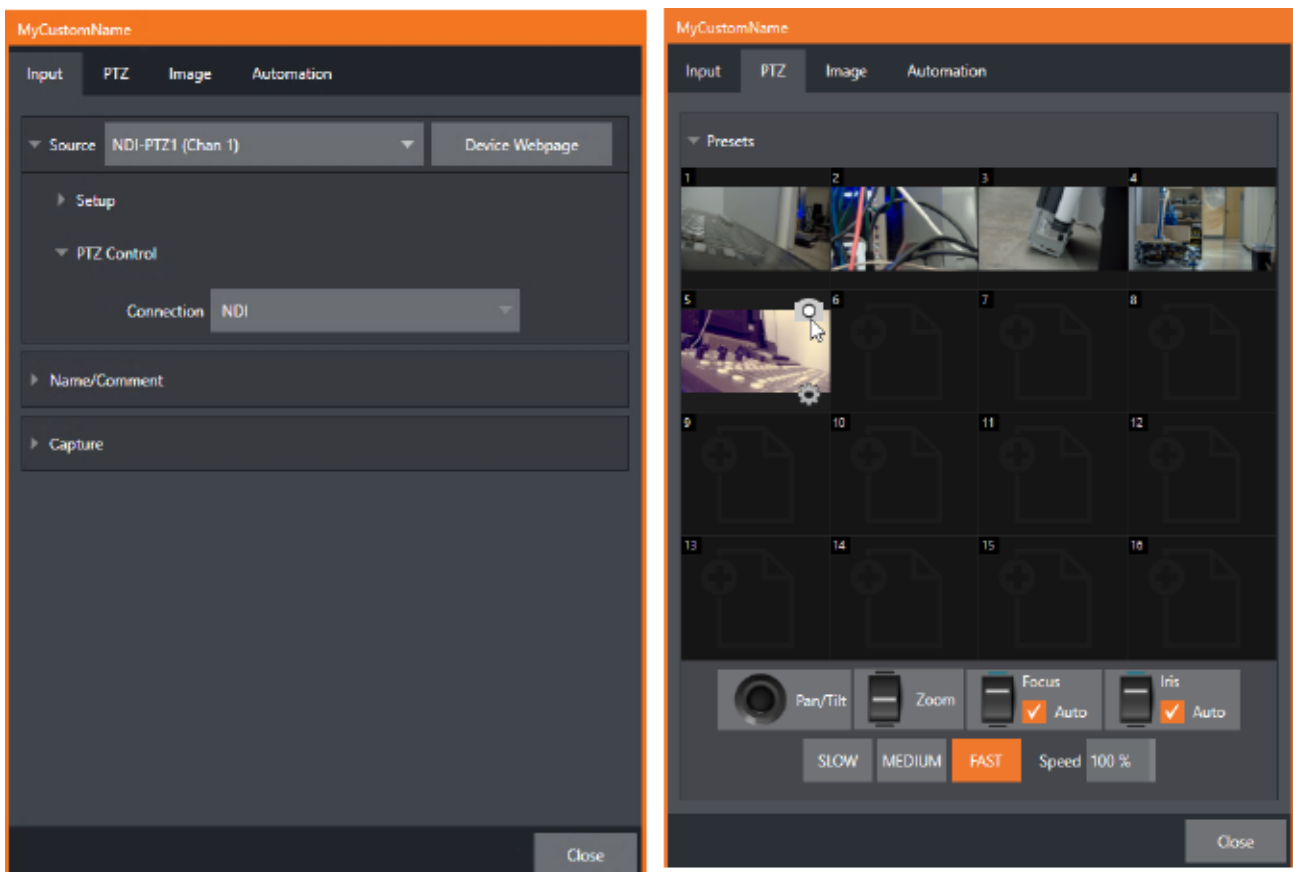 MyCustomName
Input PTZ Image Automation
Source NDI-PTZ1 (Chan 1) Device Webpage
Setup
PTZ Control
Connection NDI
Name/Comment
Capture
Close
MyCustomName
Input PTZ Image Automation
Presets
1 2 3 4
5 6 7 8
9 10 11 12
13 14 15 16
Pan/Tilt Zoom Focus Auto Iris Auto
SLOW MEDIUM FAST Speed 100 %
Close